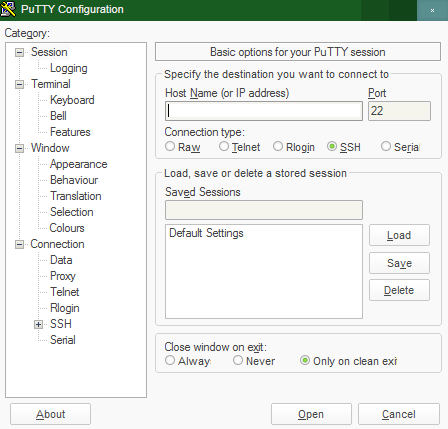 PuTTY Configuration
Category:
Session
Logging
Terminal
Keyboard
Bell
Features
Window
Appearance
Behaviour
Translation
Selection
Colours
Connection
Data
Proxy
Telnet
Rlogin
SSH
Serial
Basic options for your PuTTY session
Specify the destination you want to connect to
Host Name (or IP address) Port
22
Connection type:
Raw Telnet Rlogin SSH Serial
Load, save or delete a stored session
Saved Sessions
Default Settings
Load
Save
Delete
Close window on exit:
Alway Never Only on clean exit
About Open Cancel